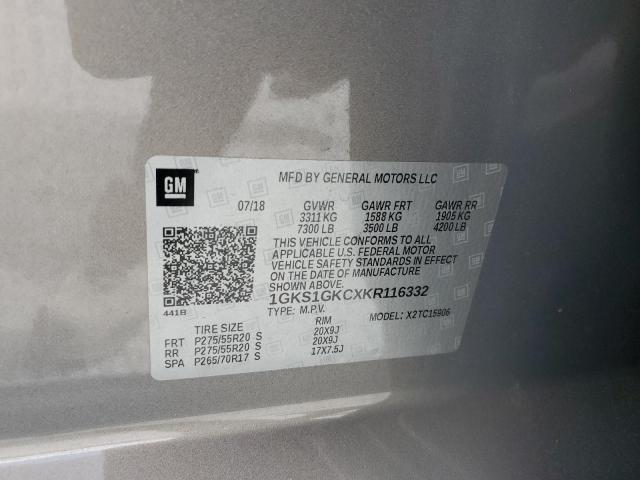 GM
MFD BY GENERAL MOTORS LLC
07/18 GVWR GAWR FRT GAWR RR
3311 KG 1588 KG 1905 KG
7300 LB 3500 LB 4200 LB
THIS VEHICLE CONFORMS TO ALL
APPLICABLE U.S. FEDERAL MOTOR
VEHICLE SAFETY STANDARDS IN EFFECT
ON THE DATE OF MANUFACTURE
SHOWN ABOVE.
1GKS1GKCXKR116332
441B TYPE: M.P.V. MODEL: X2TC15906
TIRE SIZE RIM
FRT P275/55R20 S 20X9J
RR P275/55R20 S 20X9J
SPA P265/70R17 S 17X7.5J